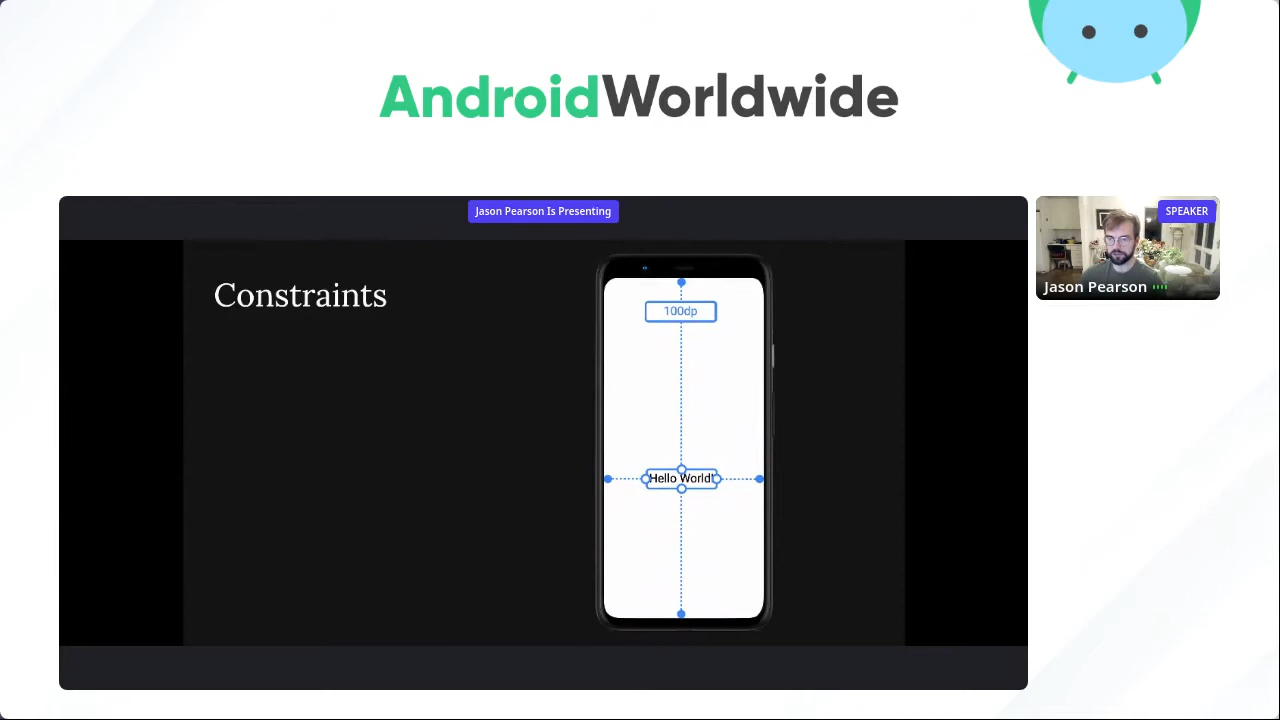 AndroidWorldwide
Jason Pearson Is Presenting
SPEAKER
Jason Pearson
Constraints
100dp
Hello World!